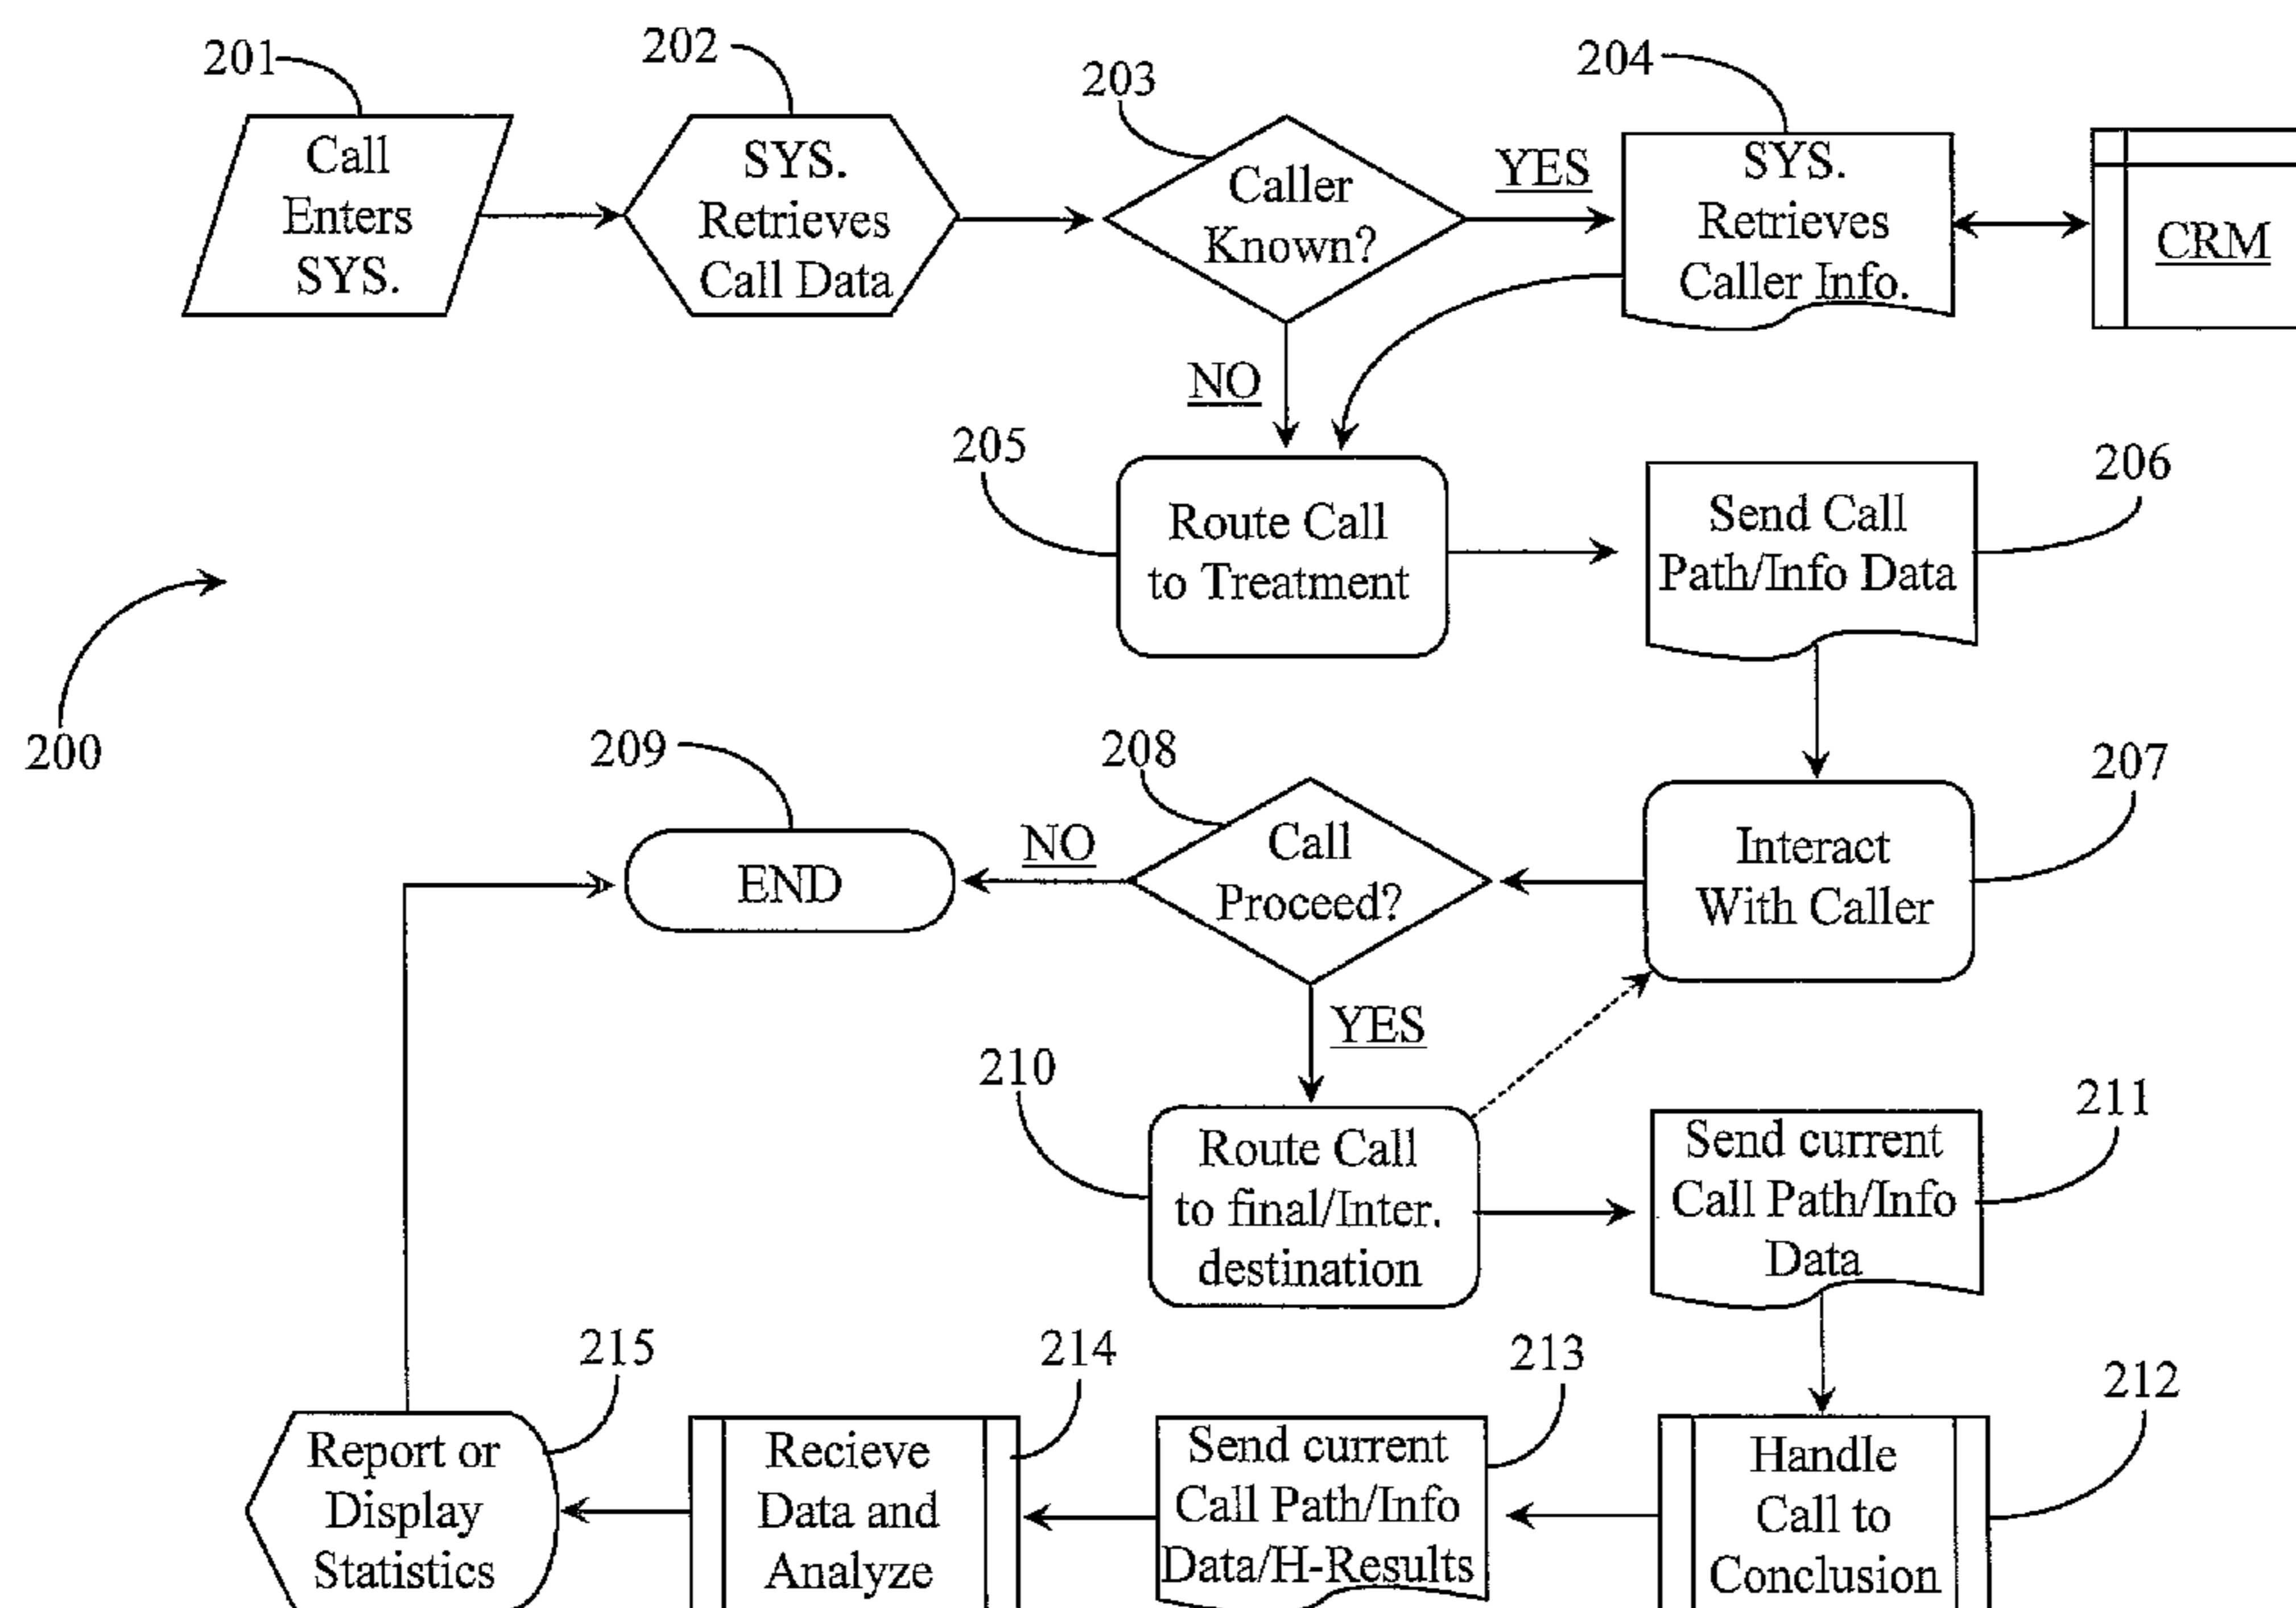 201
202
203
204
Call
Enters
SYS.
SYS.
Retrieves
Call Data
Caller
Known?
YES
SYS.
Retrieves
Caller Info.
CRM
NO
205
Route Call
to Treatment
Send Call
Path/Info Data
206
200
209
END
NO
208
Call
Proceed?
Interact
With Caller
207
YES
210
Route Call
to final/Inter.
destination
Send current
Call Path/Info
Data
211
215
Report or
Display
Statistics
214
Recieve
Data and
Analyze
213
Send current
Call Path/Info
Data/H-Results
212
Handle
Call to
Conclusion